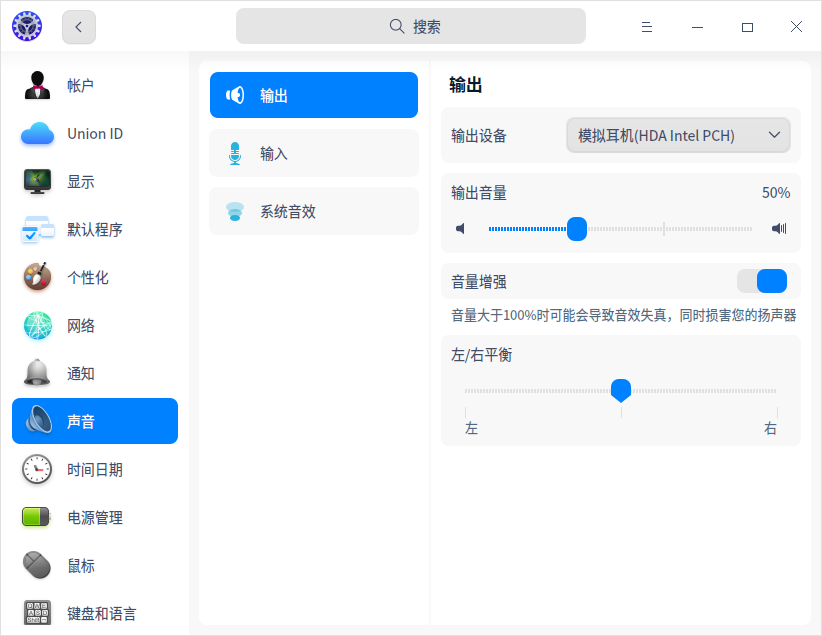 搜索
帐户
Union ID
显示
默认程序
个性化
网络
通知
声音
时间日期
电源管理
鼠标
键盘和语言
输出
输入
系统音效
输出
输出设备
模拟耳机(HDA Intel PCH)
输出音量
50%
音量增强
音量大于100%时可能会导致音效失真，同时损害您的扬声器
左/右平衡
左
右